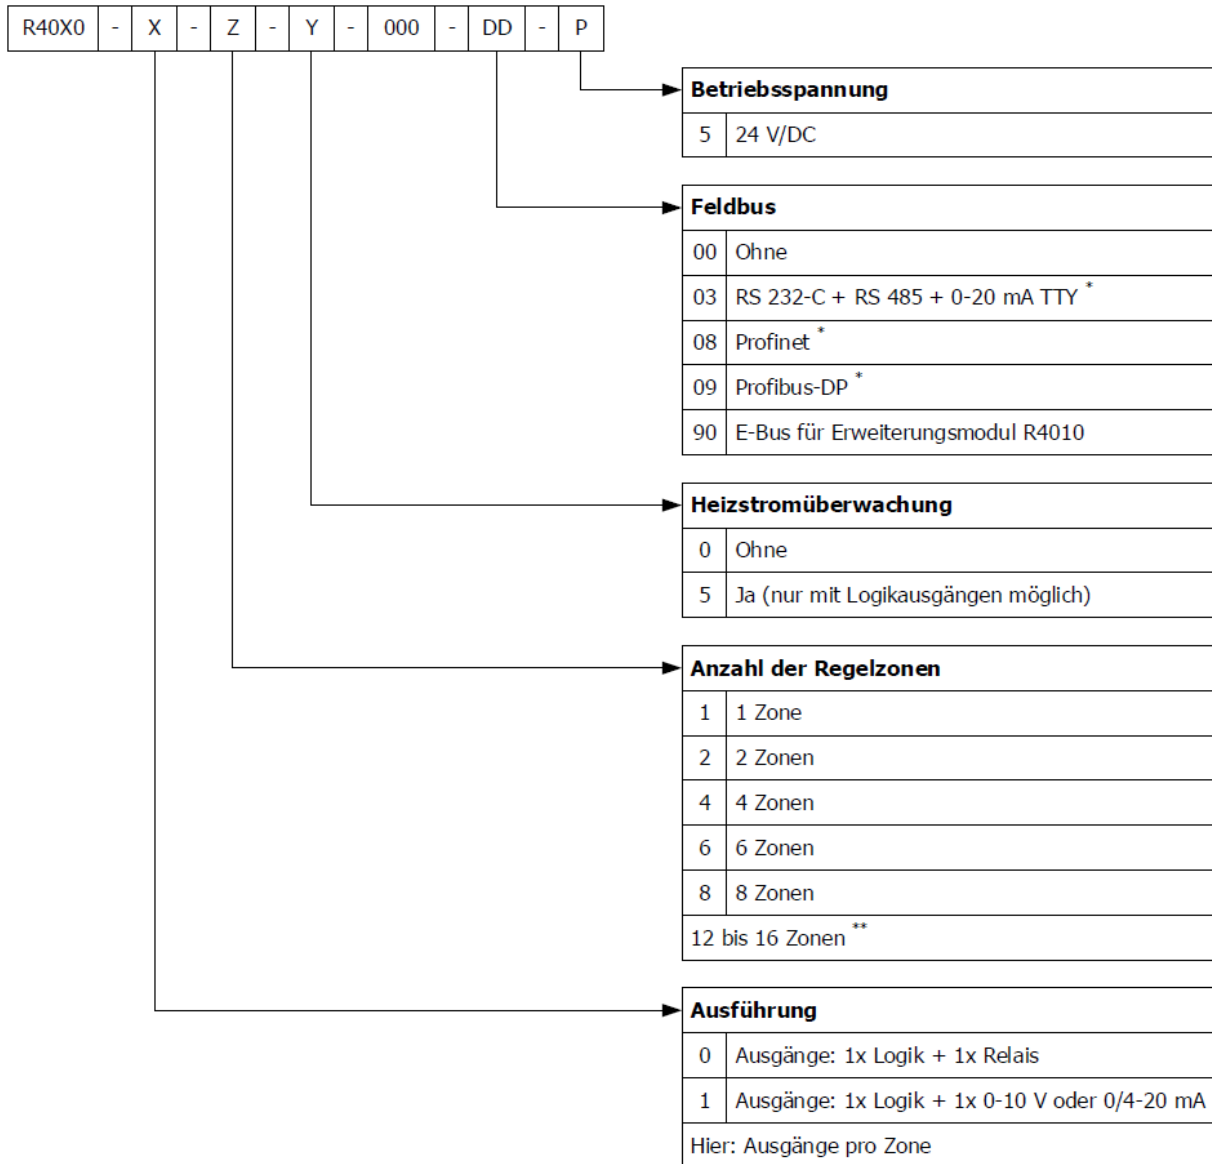 R40X0 - X - Z - Y - 000 - DD - P
Betriebsspannung
5 24 V/DC
Feldbus
00 Ohne
03 RS 232-C + RS 485 + 0-20 mA TTY *
08 Profinet *
09 Profibus-DP *
90 E-Bus für Erweiterungsmodul R4010
Heizstromüberwachung
0 Ohne
5 Ja (nur mit Logikausgängen möglich)
Anzahl der Regelzonen
1 1 Zone
2 2 Zonen
4 4 Zonen
6 6 Zonen
8 8 Zonen
12 bis 16 Zonen **
Ausführung
0 Ausgänge: 1x Logik + 1x Relais
1 Ausgänge: 1x Logik + 1x 0-10 V oder 0/4-20 mA
Hier: Ausgänge pro Zone